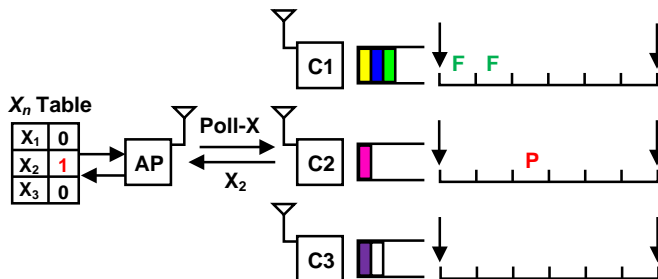 C1
F F
Xn Table
X1 0
X2 1
X3 0
AP
Poll-X
X2
C2
P
C3